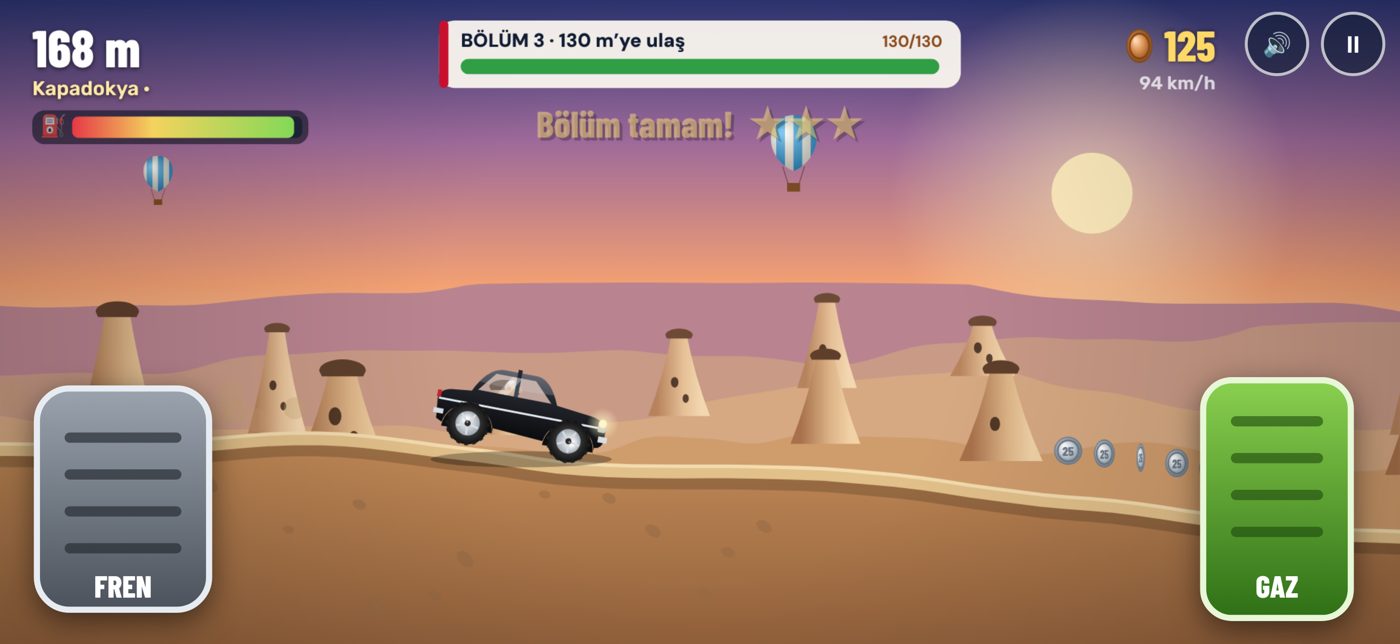 168 m
Kapadokya •
BÖLÜM 3 · 130 m’ye ulaş
130/130
125
94 km/h
Bölüm tamam! ★★★
25
25
25
FREN
GAZ